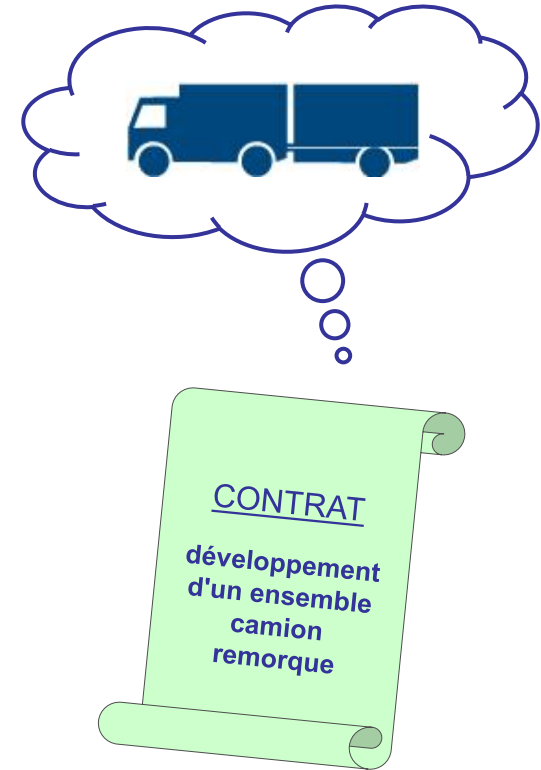 CONTRAT
développement
d'un ensemble
camion
remorque